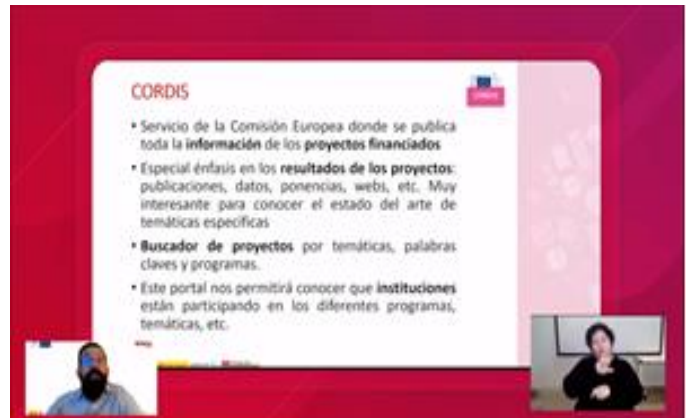 CORDIS
• Servicio de la Comisión Europea donde se publica
toda la información de los proyectos financiados
• Especial énfasis en los resultados de los proyectos:
publicaciones, datos, ponencias, webs, etc. Muy
interesante para conocer el estado del arte de
temáticas específicas
• Buscador de proyectos por temáticas, palabras
claves y programas.
• Este portal nos permitirá conocer que instituciones
están participando en los diferentes programas,
temáticas, etc.